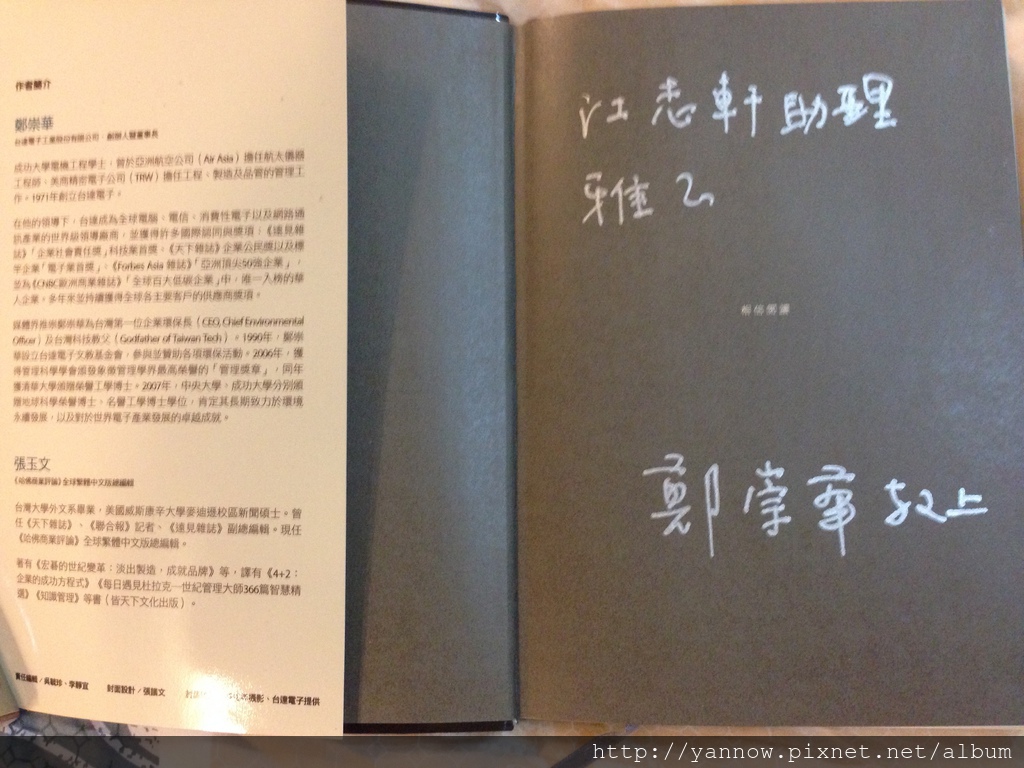 作者簡介
鄭崇華
台達電子工業股份有限公司．創辦人暨董事長
成功大學電機工程學士，曾於亞洲航空公司（Air Asia）擔任航太儀器
工程師、美商精密電子公司（TRW）擔任工程、製造及品管的管理工
作。1971年創立台達電子。
在他的領導下，台達成為全球電腦、電信、消費性電子以及網路通
訊產業的世界級領導廠商，並獲得許多國際認同與獎項：《遠見雜
誌》「企業社會責任獎」科技業首獎、《天下雜誌》企業公民獎以及標
竿企業「電子業首獎」、《Forbes Asia 雜誌》「亞洲頂尖50強企業」，
並為《CNBC歐洲商業雜誌》「全球百大低碳企業」中，唯一入榜的華
人企業，多年來並持續獲得全球各主要客戶的供應商獎項。
媒體界推崇鄭崇華為台灣第一位企業環保長（CEO, Chief Environmental
Officer）及台灣科技教父（Godfather of Taiwan Tech）。1990年，鄭崇
華設立台達電子文教基金會，參與並贊助各項環保活動。2006年，獲
得管理科學學會頒發象徵管理學界最高榮譽的「管理獎章」，同年
獲清華大學頒贈榮譽工學博士。2007年，中央大學、成功大學分別頒
贈地球科學榮譽博士、名譽工學博士學位，肯定其長期致力於環境
永續發展，以及對於世界電子產業發展的卓越成就。
張玉文
《哈佛商業評論》全球繁體中文版總編輯
台灣大學外文系畢業，美國威斯康辛大學麥迪遜校區新聞碩士。曾
任《天下雜誌》、《聯合報》記者、《遠見雜誌》副總編輯。現任
《哈佛商業評論》全球繁體中文版總編輯。
著有《宏碁的世紀變革：淡出製造，成就品牌》等，譯有《4+2：
企業的成功方程式》《每日遇見杜拉克─世紀管理大師366篇智慧精
選》《知識管理》等書（皆天下文化出版）。
責任編輯／吳毓珍、李靜宜 封面設計／張議文 攝影、台達電子提供
江志軒助理
雅正
鄭崇華敬上
http://yannow.pixnet.net/album